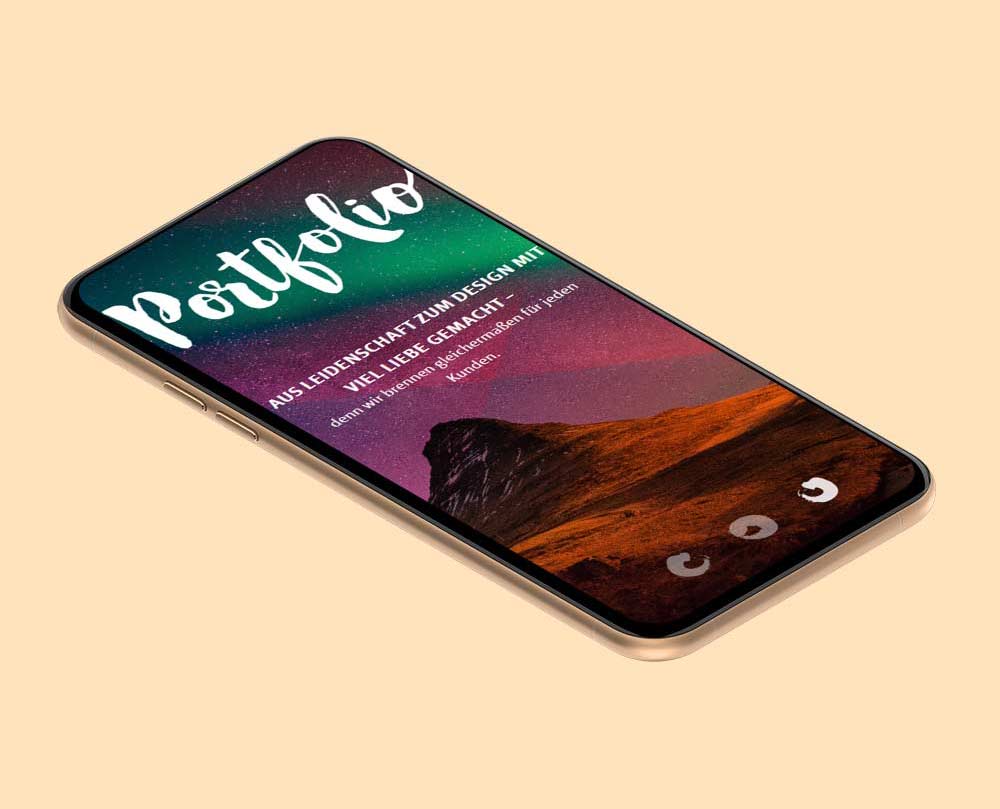 Portfolio
AUS LEIDENSCHAFT ZUM DESIGN MIT
VIEL LIEBE GEMACHT –
denn wir brennen gleichermaßen für jeden
Kunden.